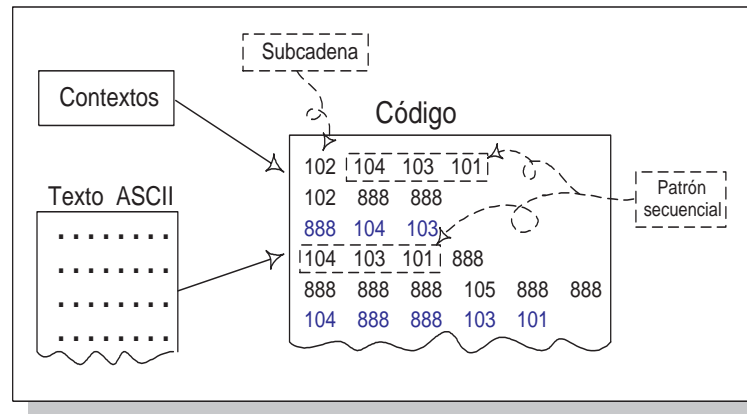 Subcadena
Contextos
Código
Texto ASCII
102 104 103 101
102 888 888
888 104 103
104 103 101 888
888 888 888 105 888 888
104 888 888 103 101
Patrón
secuencial